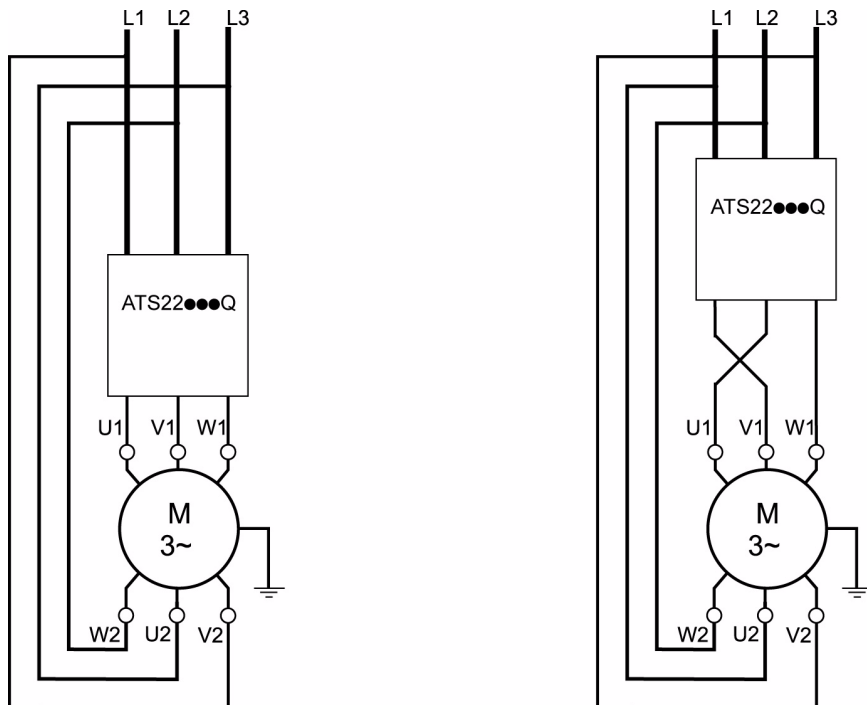 L1 L2 L3
ATS22●●●Q
U1 V1 W1
M
3~
W2 U2 V2
L1 L2 L3
ATS22●●●Q
U1 V1 W1
M
3~
W2 U2 V2